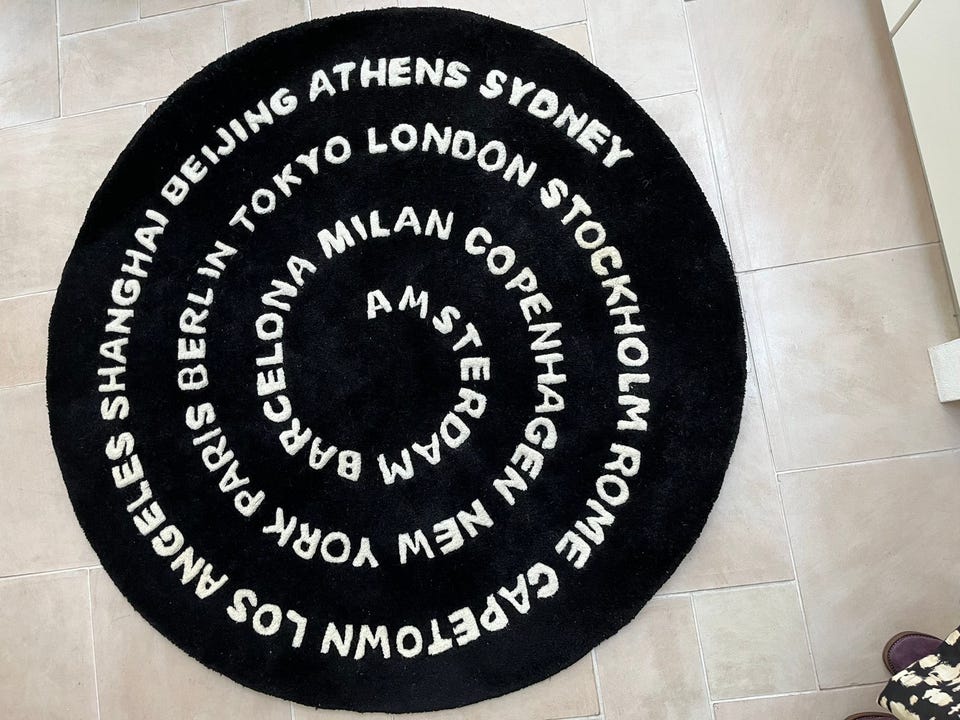 AMSTERDAM BARCELONA MILAN COPENHAGEN NEW YORK PARIS BERLIN TOKYO LONDON STOCKHOLM ROME CAPETOWN LOS ANGELES SHANGHAI BEIJING ATHENS SYDNEY